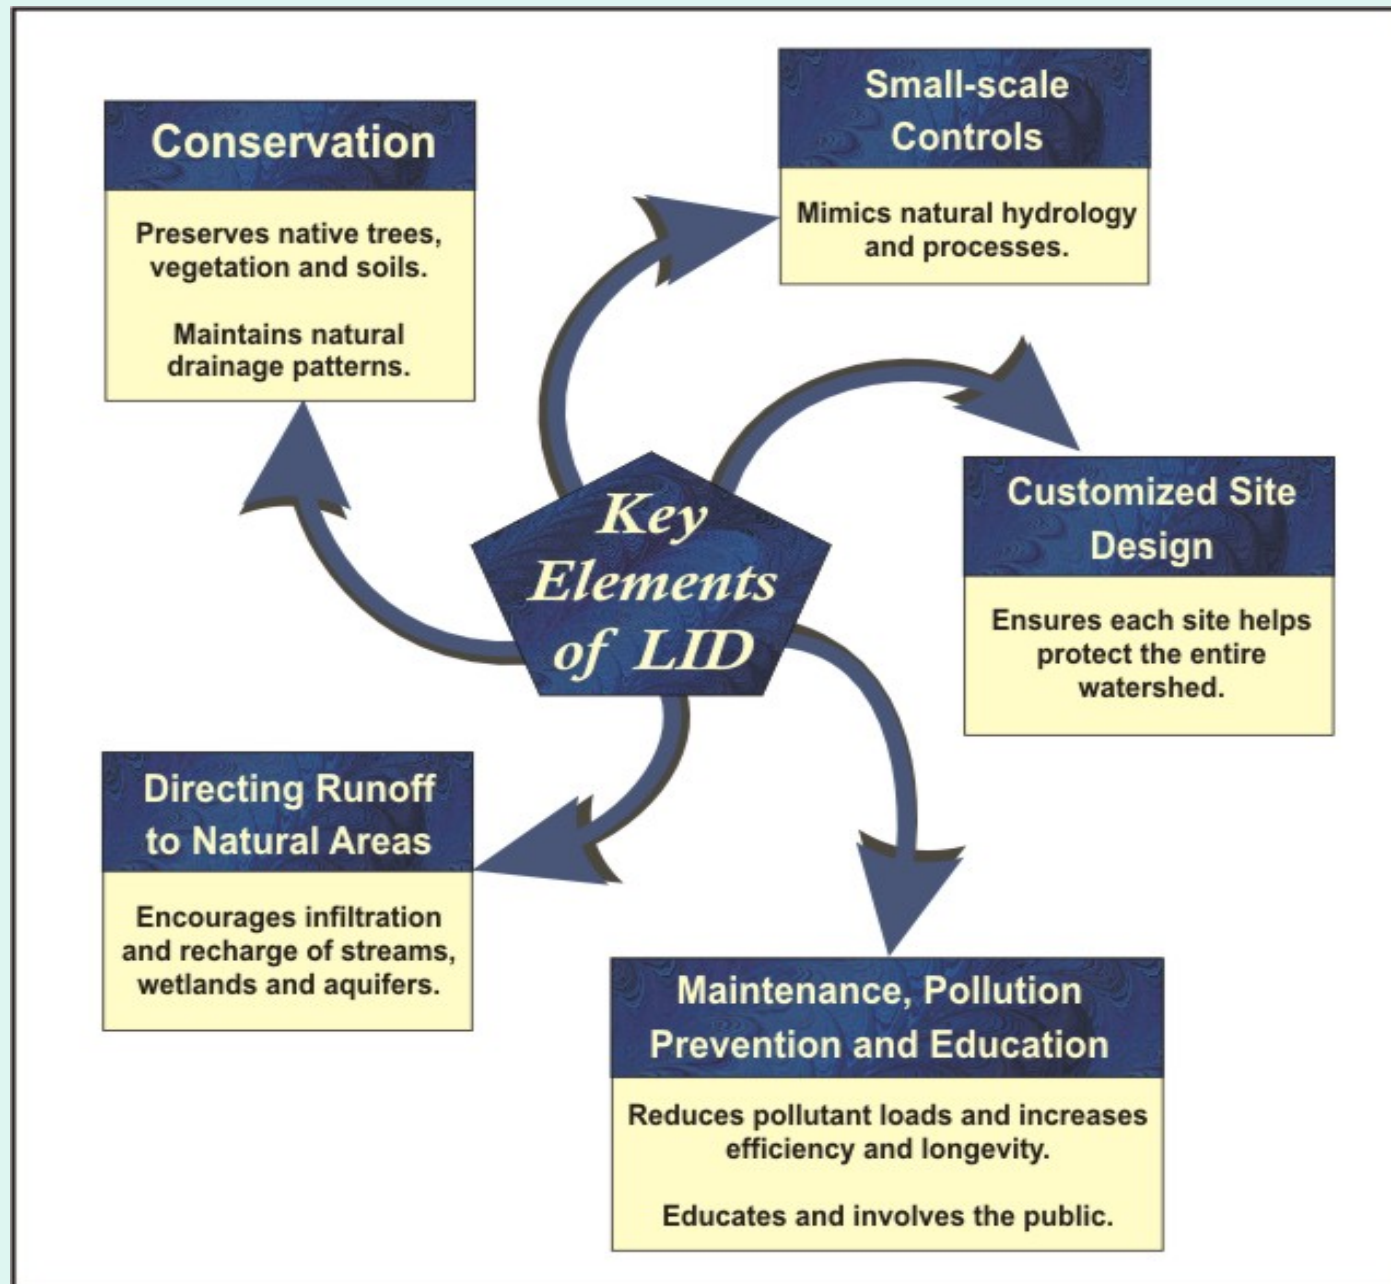 Conservation
Preserves native trees,
vegetation and soils.
Maintains natural
drainage patterns.
Small-scale
Controls
Mimics natural hydrology
and processes.
Key
Elements
of LID
Customized Site
Design
Ensures each site helps
protect the entire
watershed.
Directing Runoff
to Natural Areas
Encourages infiltration
and recharge of streams,
wetlands and aquifers.
Maintenance, Pollution
Prevention and Education
Reduces pollutant loads and increases
efficiency and longevity.
Educates and involves the public.